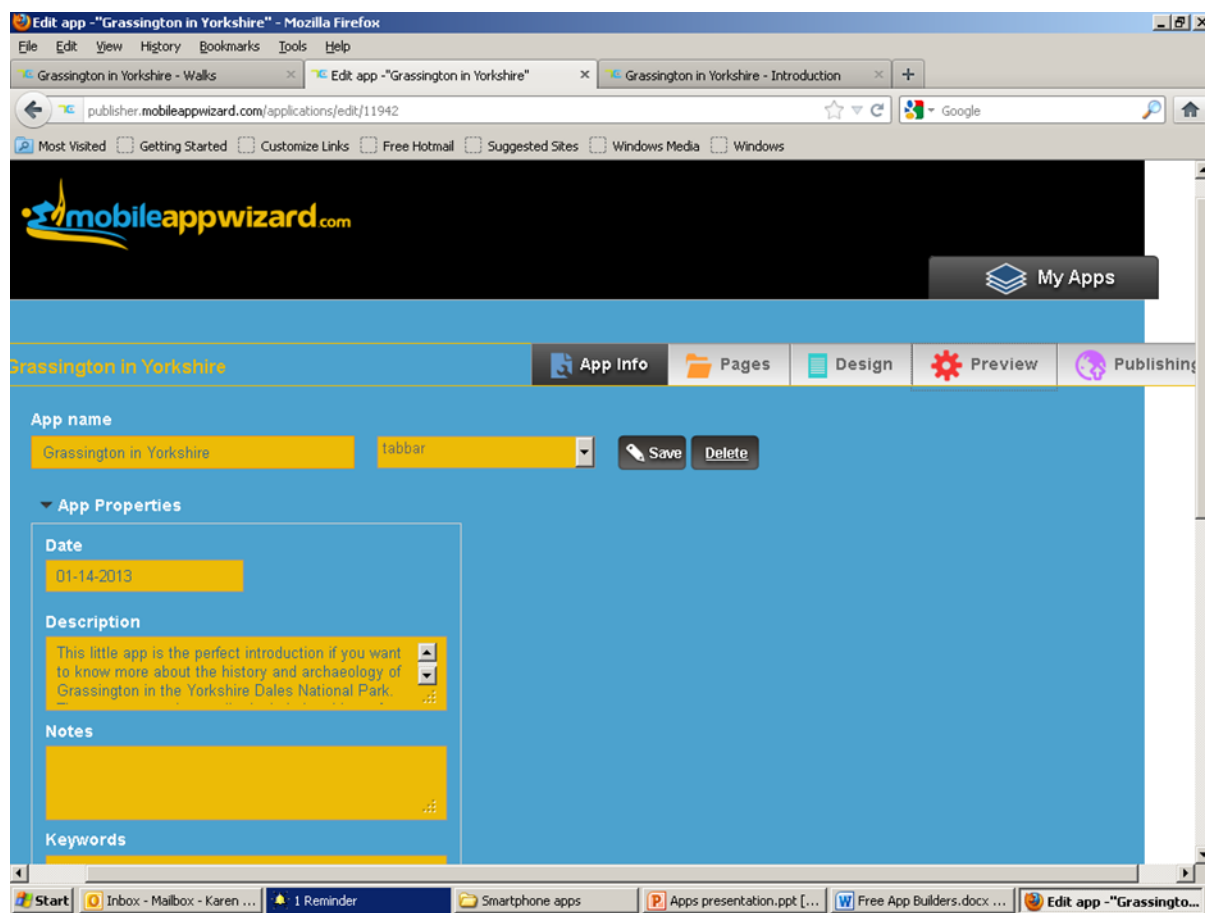 Edit app -"Grassington in Yorkshire" - Mozilla Firefox
File Edit View History Bookmarks Tools Help
Grassington in Yorkshire - Walks
Edit app -"Grassington in Yorkshire"
Grassington in Yorkshire - Introduction
publisher.mobileappwizard.com/applications/edit/11942
Google
Most Visited Getting Started Customize Links Free Hotmail Suggested Sites Windows Media Windows
mobileappwizard.com
My Apps
Grassington in Yorkshire
App Info Pages Design Preview Publishing
App name
Grassington in Yorkshire tabbar Save Delete
App Properties
Date
01-14-2013
Description
This little app is the perfect introduction if you want
to know more about the history and archaeology of
Grassington in the Yorkshire Dales National Park.
Notes
Keywords
Start Inbox - Mailbox - Karen ... 1 Reminder Smartphone apps Apps presentation.ppt [... Free App Builders.docx ... Edit app -"Grassingto...